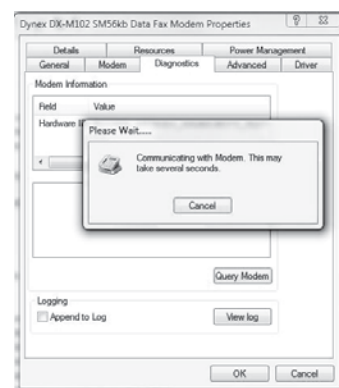 Dynex DX-M102 SM56kb Data Fax Modem Properties
Details Resources Power Management
General Modem Diagnostics Advanced Driver
Modem Information
Field Value
Hardware
Please Wait.....
Communicating with Modem. This may
take several seconds.
Cancel
Query Modem
Logging
Append to Log View log
OK Cancel